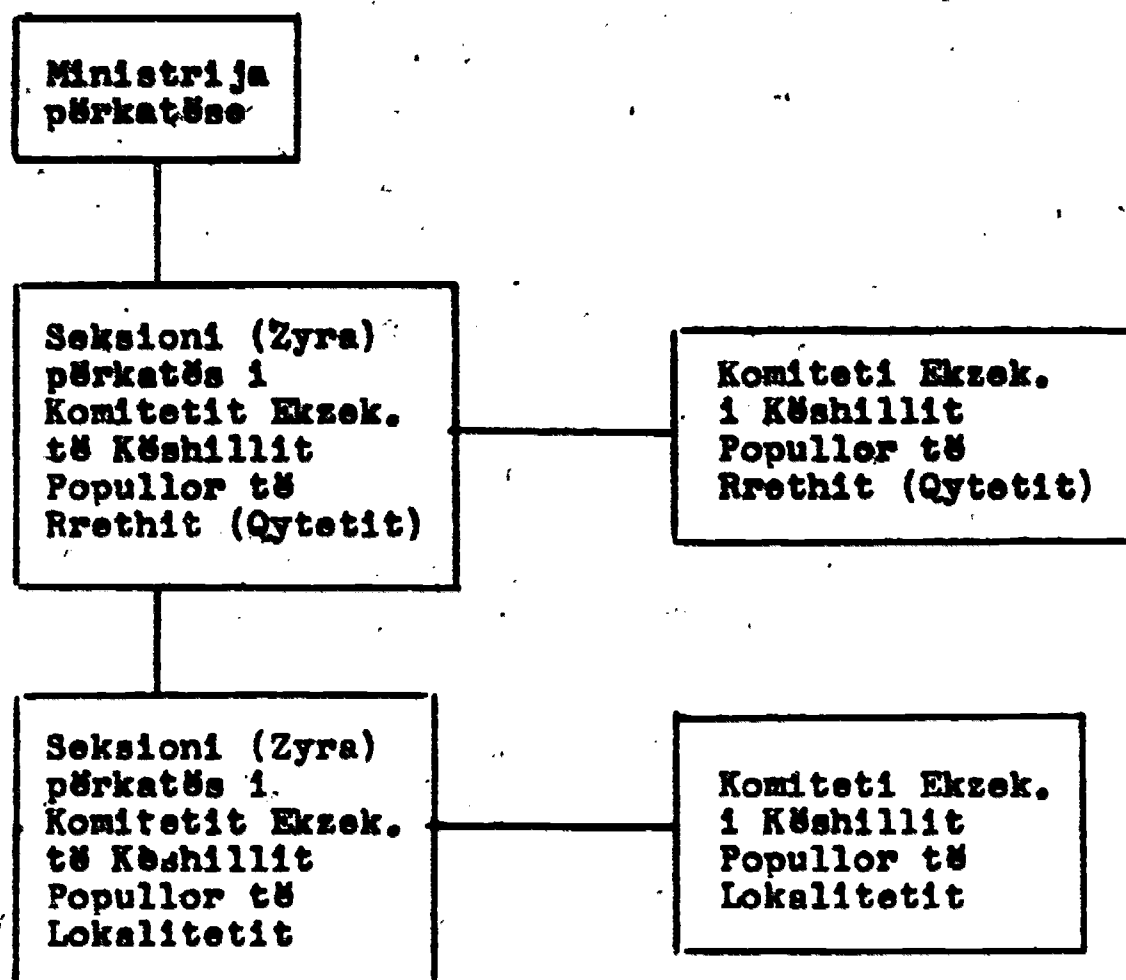 Ministrija
përkatëse
Seksioni (Zyra)
përkatës i
Komitetit Ekzek.
të Këshillit
Popullor të
Rrethit (Qytetit)
Komiteti Ekzek.
i Këshillit
Popullor të
Rrethit (Qytetit)
Seksioni (Zyra)
përkatës i
Komitetit Ekzek.
të Këshillit
Popullor të
Lokalitetit
Komiteti Ekzek.
i Këshillit
Popullor të
Lokalitetit